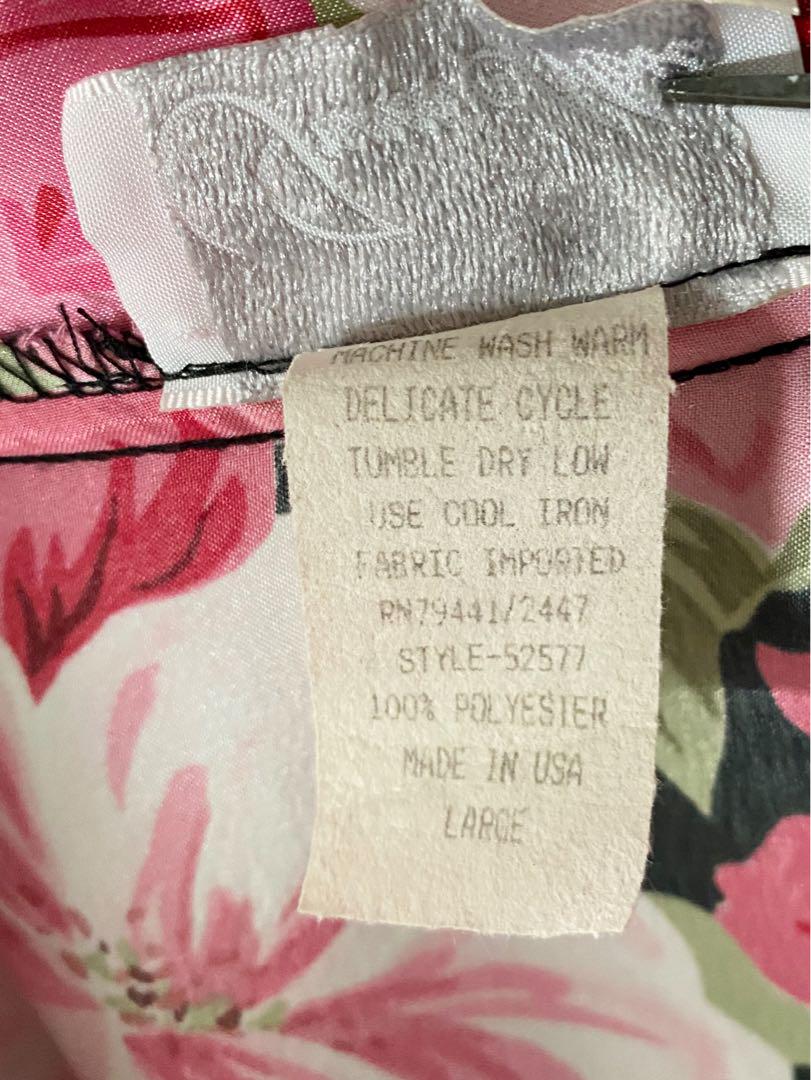 MACHINE WASH WARM
DELICATE CYCLE
TUMBLE DRY LOW
USE COOL IRON
FABRIC IMPORTED
RN79441/2447
STYLE-52577
100% POLYESTER
MADE IN USA
LARGE